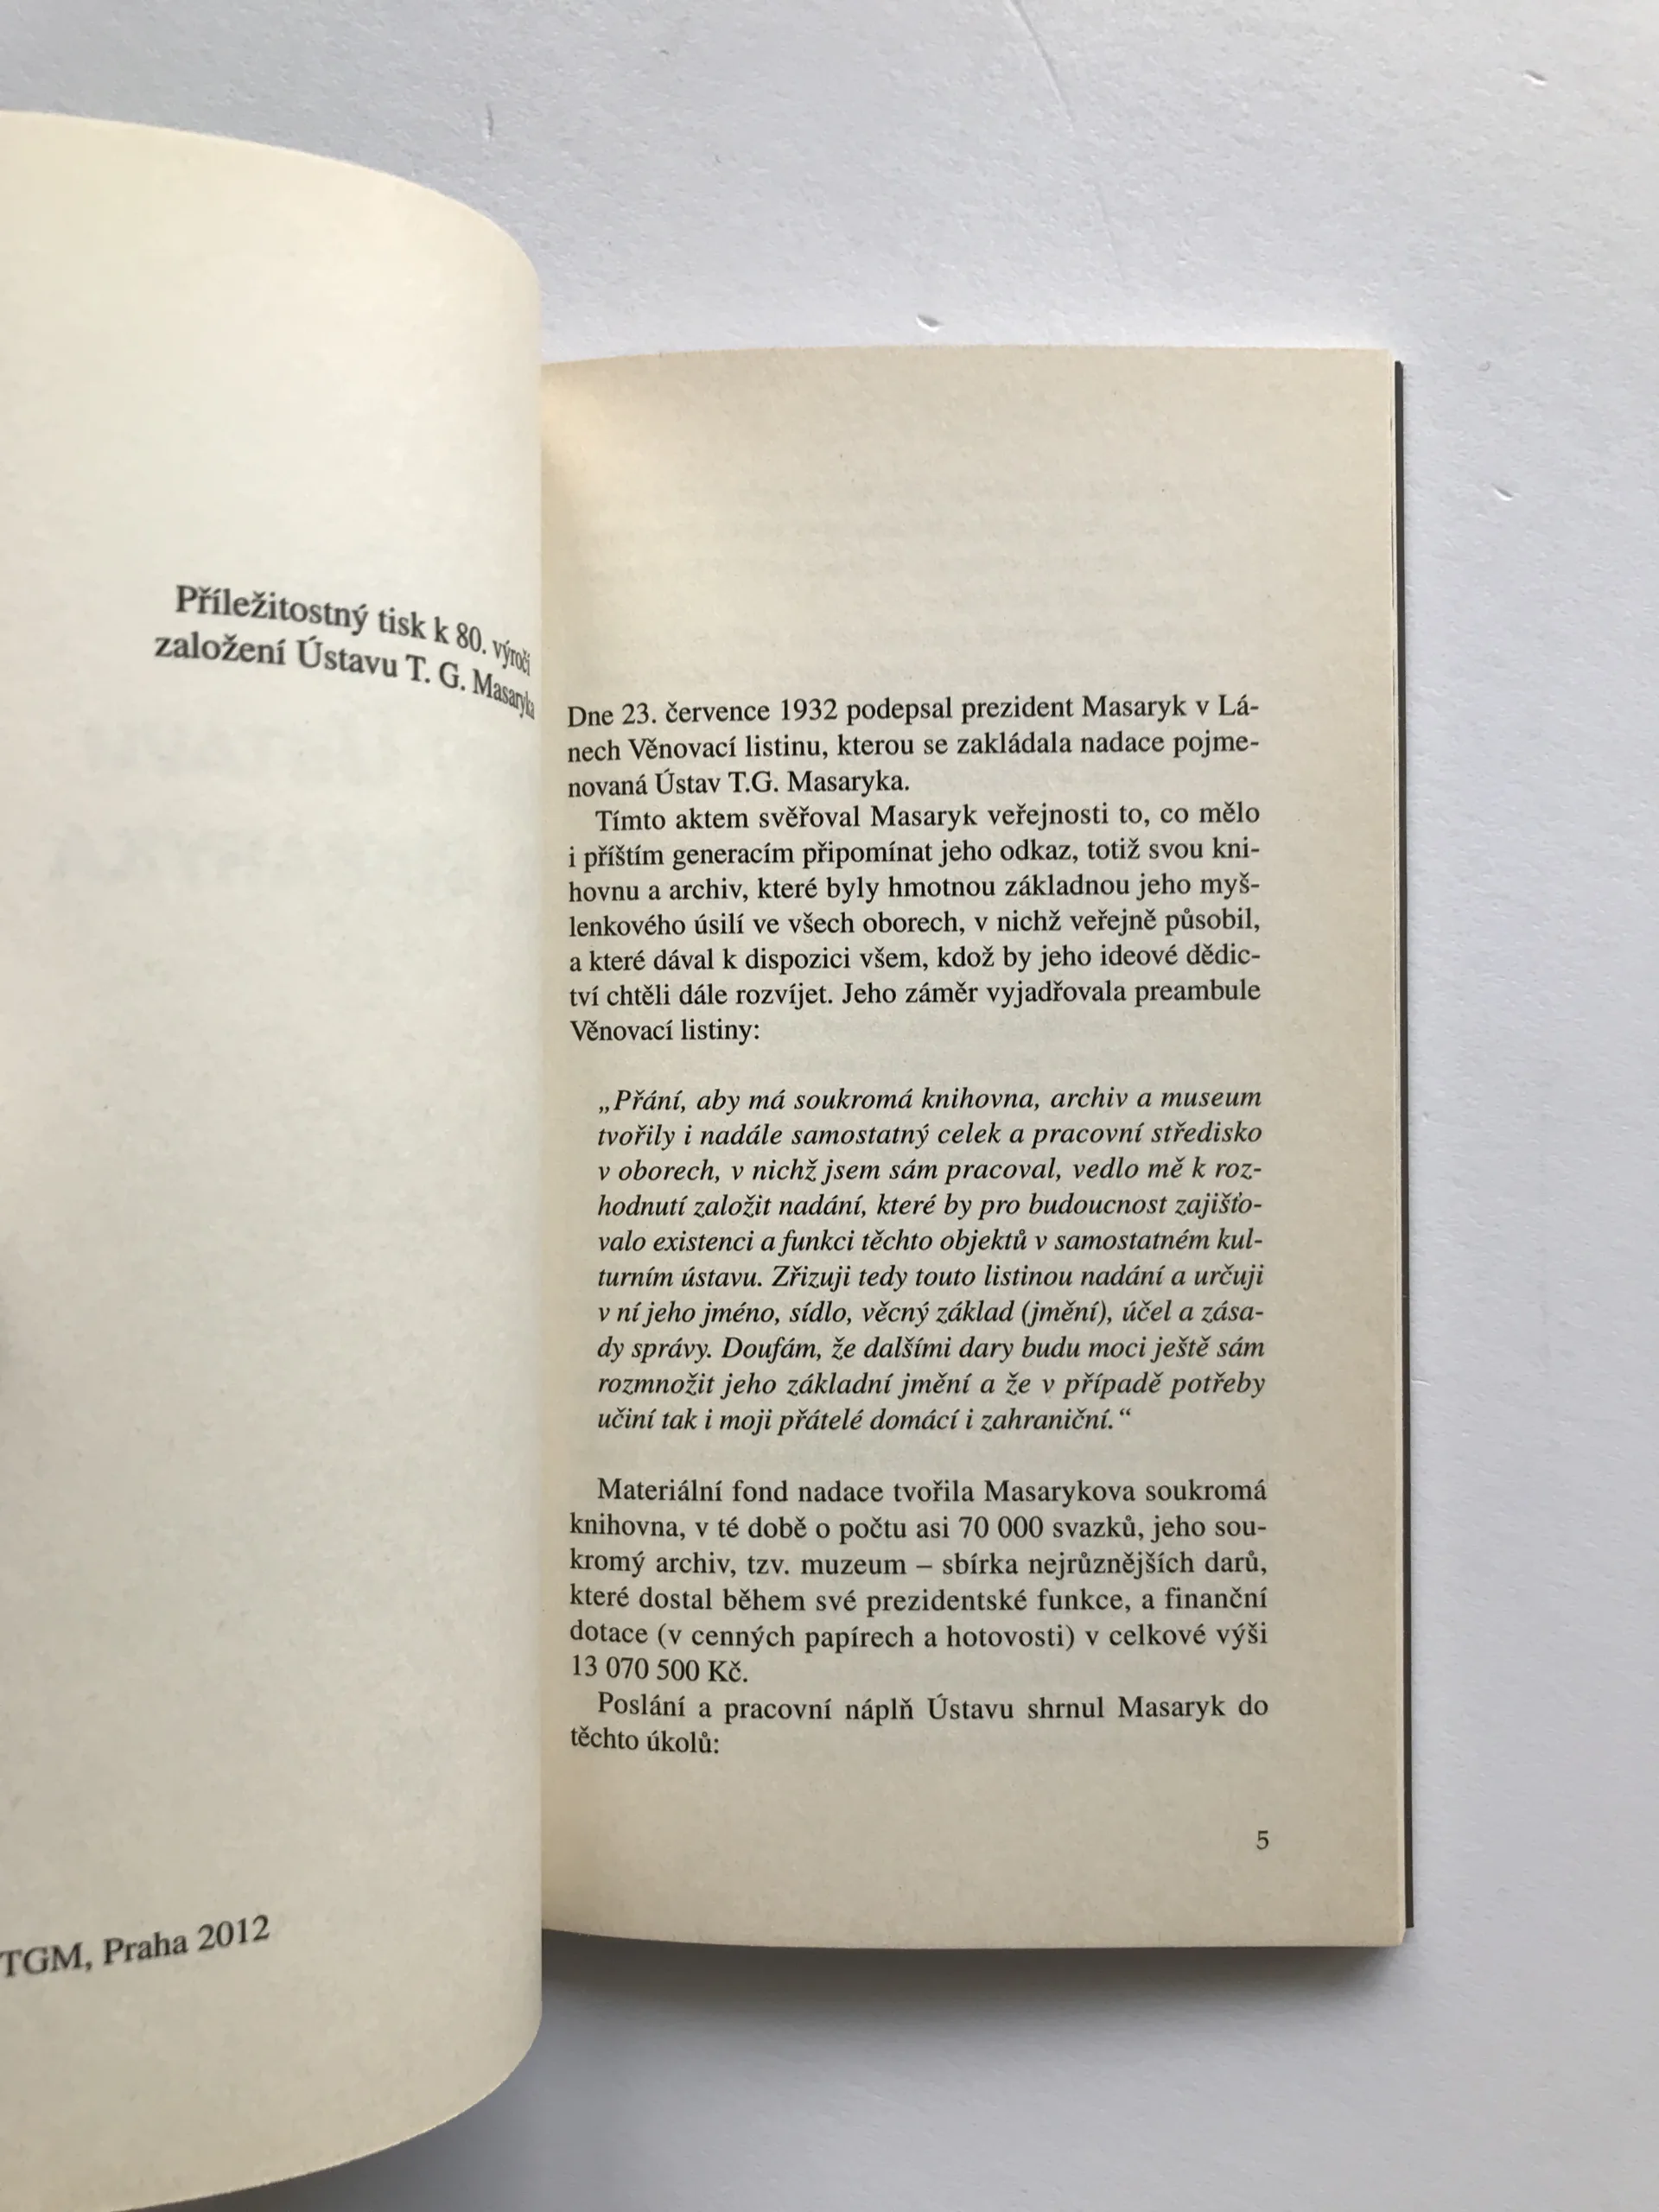 Příležitostný tisk k 80. výročí
založení Ústavu T. G. Masaryka
TGM, Praha 2012
Dne 23. července 1932 podepsal prezident Masaryk v Lá-
nech Věnovací listinu, kterou se zakládala nadace pojme-
novaná Ústav T.G. Masaryka.
Tímto aktem svěřoval Masaryk veřejnosti to, co mělo
i příštím generacím připomínat jeho odkaz, totiž svou kni-
hovnu a archiv, které byly hmotnou základnou jeho myš-
lenkového úsilí ve všech oborech, v nichž veřejně působil,
a které dával k dispozici všem, kdož by jeho ideové dědic-
tví chtěli dále rozvíjet. Jeho záměr vyjadřovala preambule
Věnovací listiny:
„Přání, aby má soukromá knihovna, archiv a museum
tvořily i nadále samostatný celek a pracovní středisko
v oborech, v nichž jsem sám pracoval, vedlo mě k roz-
hodnutí založit nadání, které by pro budoucnost zajišťo-
valo existenci a funkci těchto objektů v samostatném kul-
turním ústavu. Zřizuji tedy touto listinou nadání a určuji
v ní jeho jméno, sídlo, věcný základ (jmění), účel a zása-
dy správy. Doufám, že dalšími dary budu moci ještě sám
rozmnožit jeho základní jmění a že v případě potřeby
učiní tak i moji přátelé domácí i zahraniční.“
Materiální fond nadace tvořila Masarykova soukromá
knihovna, v té době o počtu asi 70 000 svazků, jeho sou-
kromý archiv, tzv. muzeum – sbírka nejrůznějších darů,
které dostal během své prezidentské funkce, a finanční
dotace (v cenných papírech a hotovosti) v celkové výši
13 070 500 Kč.
Poslání a pracovní náplň Ústavu shrnul Masaryk do
těchto úkolů:
5